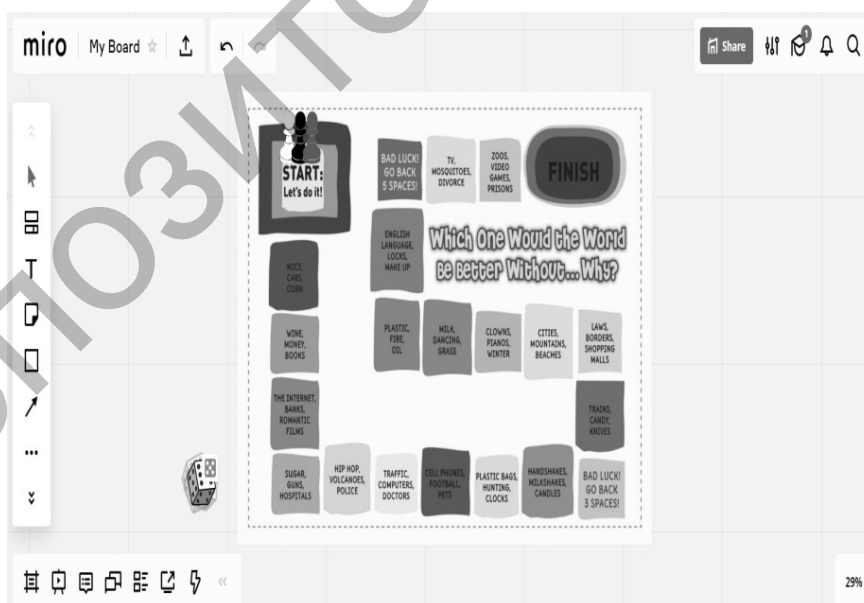 miro My Board Share 1
START:
Let's do it!
BAD LUCK!
GO BACK
5 SPACES!
TV,
MOSQUITOES,
DIVORCE
ZOOS,
VIDEO
GAMES,
PRISONS
FINISH
ENGLISH
LANGUAGE,
LOCKS,
MAKE UP
Which One Would the World
Be Better Without... Why?
MICE,
CARS,
CORN
WINE,
MONEY,
BOOKS
PLASTIC,
FIRE,
OIL
MILK,
DANCING,
GRASS
CLOWNS,
PIANOS,
WINTER
CITIES,
MOUNTAINS,
BEACHES
LAWS,
BORDERS,
SHOPPING
MALLS
THE INTERNET,
BANKS,
ROMANTIC
FILMS
TRAINS,
CANDY,
KNIVES
SUGAR,
GUNS,
HOSPITALS
HIP HOP,
VOLCANOES,
POLICE
TRAFFIC,
COMPUTERS,
DOCTORS
CELL PHONES,
FOOTBALL,
PETS
PLASTIC BAGS,
HUNTING,
CLOCKS
HANDSHAKES,
MILKSHAKES,
CANDLES
BAD LUCK!
GO BACK
3 SPACES!
29%
ПОЗИТО